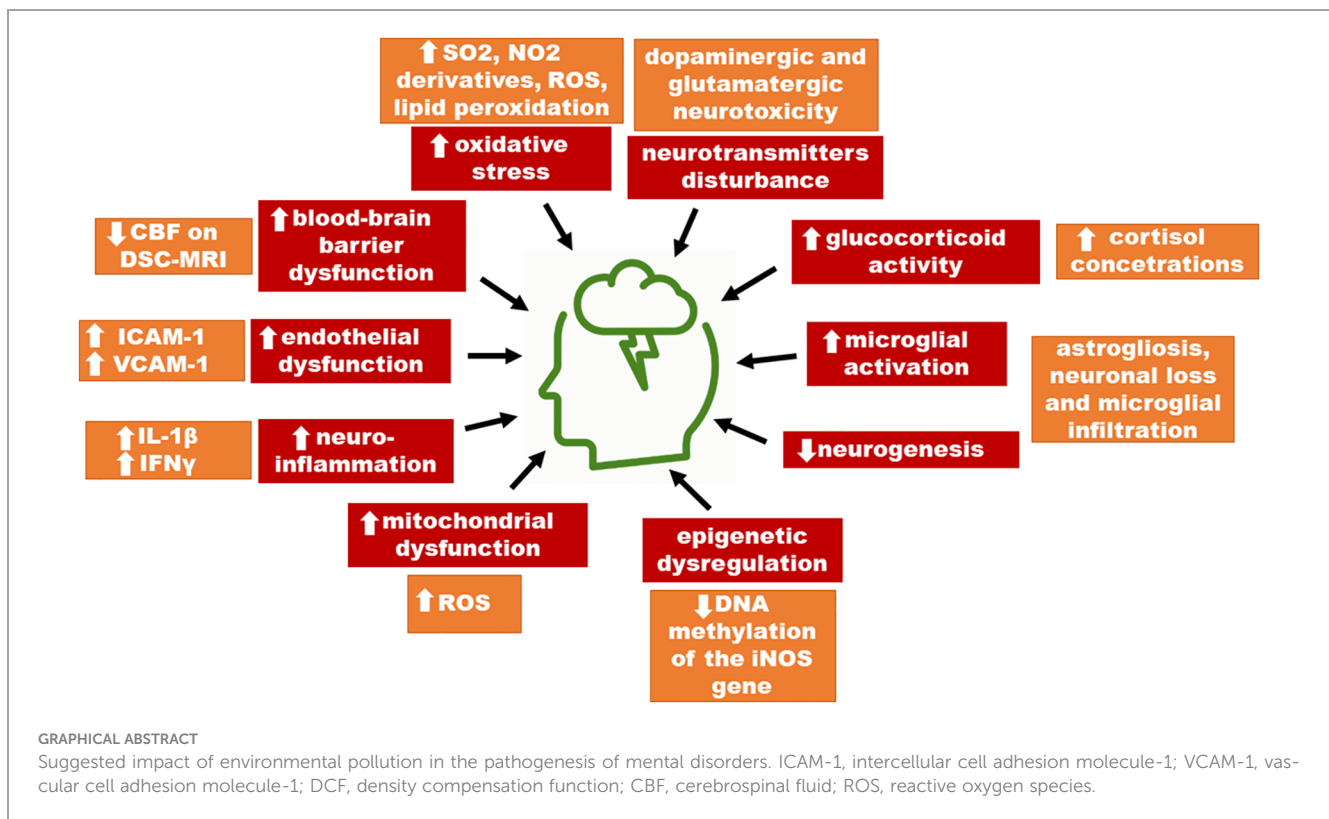 ⬆ SO2, NO2
derivatives, ROS,
lipid peroxidation
⬆ oxidative
stress
dopaminergic and
glutamatergic
neurotoxicity
neurotransmitters
disturbance
⬇ CBF on
DSC-MRI
⬆ blood-brain
barrier
dysfunction
⬆ glucocorticoid
activity
⬆ cortisol
concetrations
⬆ ICAM-1
⬆ VCAM-1
⬆ endothelial
dysfunction
⬆ microglial
activation
astrogliosis,
neuronal loss
and microglial
infiltration
⬆ IL-1β
⬆ IFNγ
⬆ neuro-
inflammation
⬇ neurogenesis
⬆ mitochondrial
dysfunction
⬆ ROS
epigenetic
dysregulation
⬇ DNA
methylation
of the iNOS
gene
GRAPHICAL ABSTRACT
Suggested impact of environmental pollution in the pathogenesis of mental disorders. ICAM-1, intercellular cell adhesion molecule-1; VCAM-1, vas-
cular cell adhesion molecule-1; DCF, density compensation function; CBF, cerebrospinal fluid; ROS, reactive oxygen species.